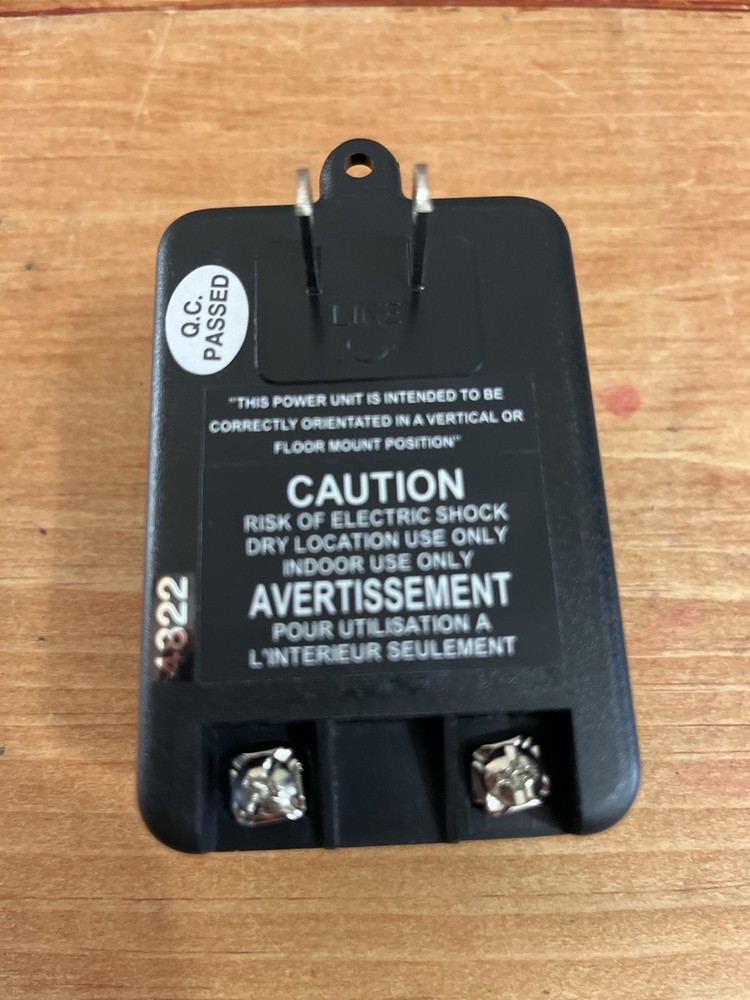 Q.C.
PASSED
LINE
"THIS POWER UNIT IS INTENDED TO BE
CORRECTLY ORIENTATED IN A VERTICAL OR
FLOOR MOUNT POSITION"
CAUTION
RISK OF ELECTRIC SHOCK
DRY LOCATION USE ONLY
INDOOR USE ONLY
AVERTISSEMENT
POUR UTILISATION A
L'INTERIEUR SEULEMENT
4822